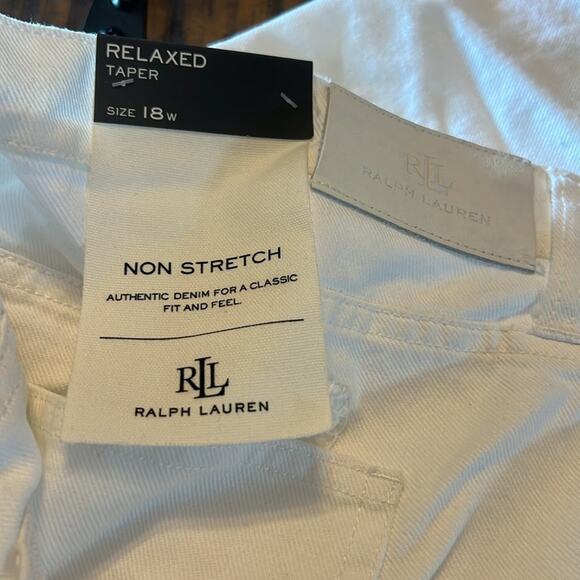 RELAXED
TAPER
SIZE 18 W
NON STRETCH
AUTHENTIC DENIM FOR A CLASSIC
FIT AND FEEL.
RLL
RALPH LAUREN
RLL
RALPH LAUREN